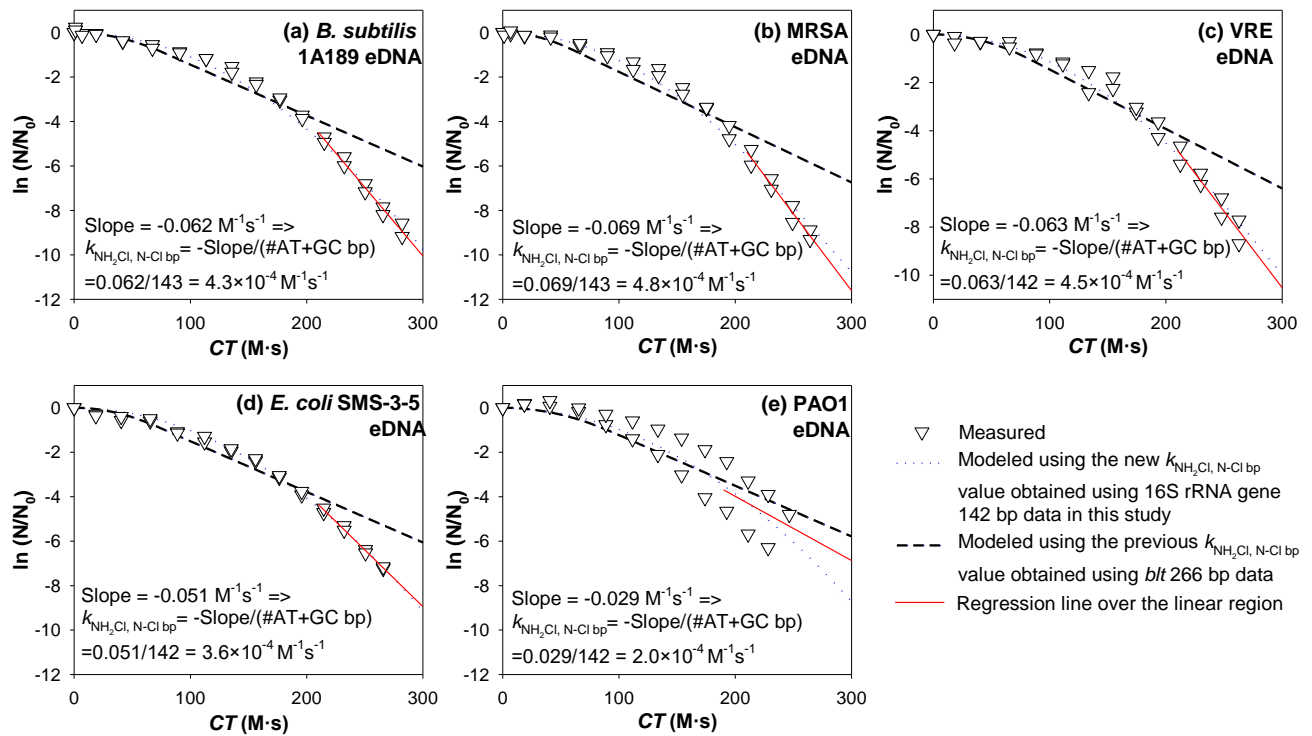 (a) B. subtilis
1A189 eDNA
0
-2
-4
-6
-8
-10
-12
ln (N/N0)
Slope = -0.062 M-1s-1 =>
kNH2Cl, N-Cl bp= -Slope/(#AT+GC bp)
=0.062/143 = 4.3×10-4 M-1s-1
0 100 200 300
CT (M·s)
(b) MRSA
eDNA
0
-2
-4
-6
-8
-10
-12
ln (N/N0)
Slope = -0.069 M-1s-1 =>
kNH2Cl, N-Cl bp= -Slope/(#AT+GC bp)
=0.069/143 = 4.8×10-4 M-1s-1
0 100 200 300
CT (M·s)
(c) VRE
eDNA
0
-2
-4
-6
-8
-10
ln (N/N0)
Slope = -0.063 M-1s-1 =>
kNH2Cl, N-Cl bp= -Slope/(#AT+GC bp)
=0.063/142 = 4.5×10-4 M-1s-1
0 100 200 300
CT (M·s)
(d) E. coli SMS-3-5
eDNA
0
-2
-4
-6
-8
-10
-12
ln (N/N0)
Slope = -0.051 M-1s-1 =>
kNH2Cl, N-Cl bp= -Slope/(#AT+GC bp)
=0.051/142 = 3.6×10-4 M-1s-1
0 100 200 300
CT (M·s)
(e) PAO1
eDNA
0
-2
-4
-6
-8
-10
-12
ln (N/N0)
Slope = -0.029 M-1s-1 =>
kNH2Cl, N-Cl bp= -Slope/(#AT+GC bp)
=0.029/142 = 2.0×10-4 M-1s-1
0 100 200 300
CT (M·s)
Measured
Modeled using the new kNH2Cl, N-Cl bp
value obtained using 16S rRNA gene
142 bp data in this study
Modeled using the previous kNH2Cl, N-Cl bp
value obtained using blt 266 bp data
Regression line over the linear region